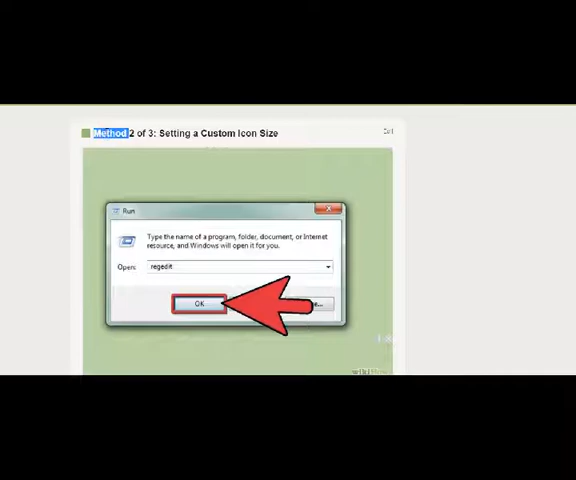 Method 2 of 3: Setting a Custom Icon Size
Edit
Run
Type the name of a program, folder, document, or Internet
resource, and Windows will open it for you.
Open: regedit
OK